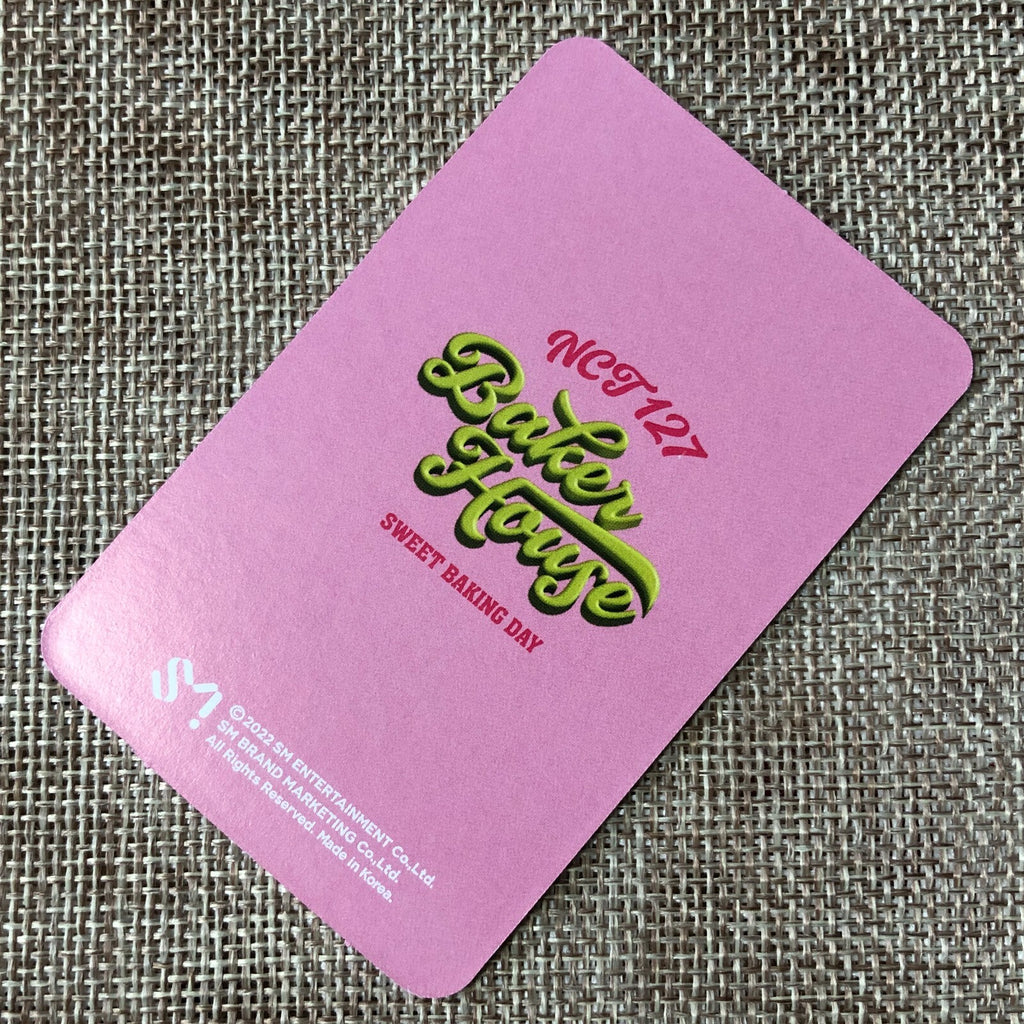 NCT 127
Baker
House
SWEET BAKING DAY
SM
© 2022 SM ENTERTAINMENT Co.,Ltd.
SM BRAND MARKETING Co.,Ltd.
All Rights Reserved. Made in Korea.